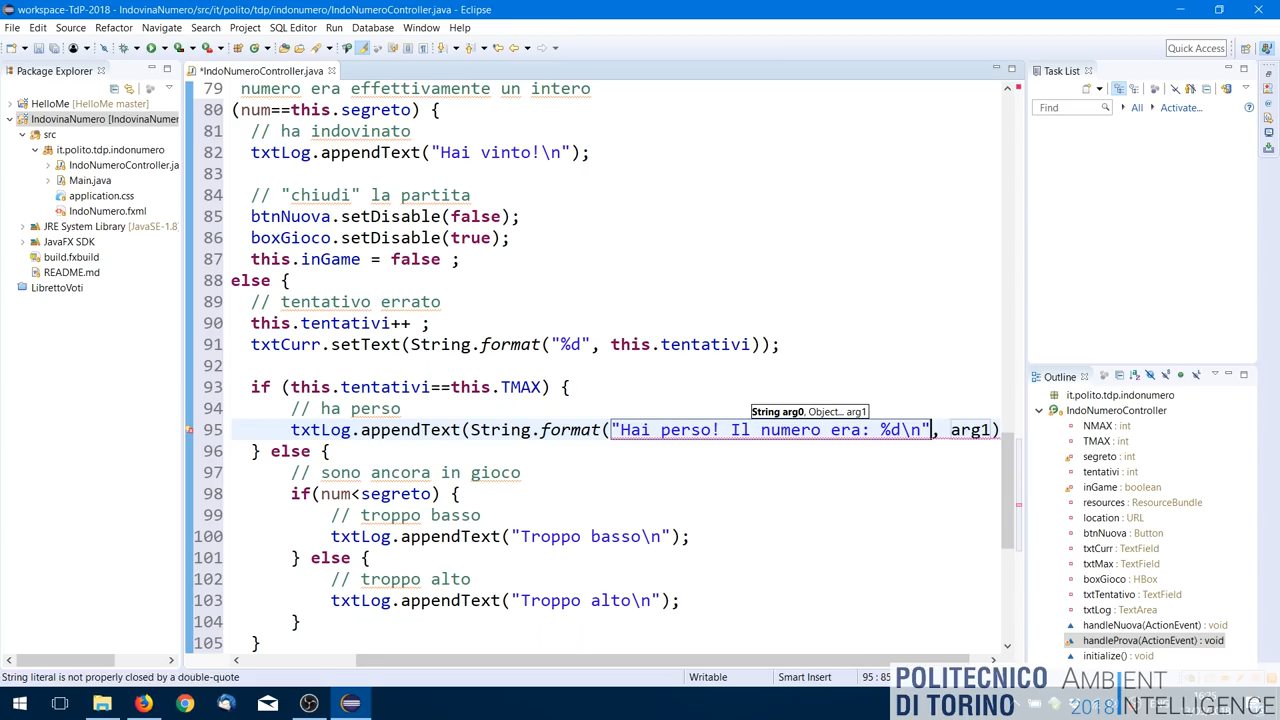 workspace-TdP-2018 - IndovinaNumero/src/it/polito/tdp/indonumero/IndoNumeroController.java - Eclipse
File Edit Source Refactor Navigate Search Project SQL Editor Run Database Window Help
Quick Access
Package Explorer
*IndoNumeroController.java
Task List
HelloMe [HelloMe master]
IndovinaNumero [IndovinaNumer
src
it.polito.tdp.indonumero
IndoNumeroController.ja
Main.java
application.css
IndoNumero.fxml
JRE System Library [JavaSE-1.8]
JavaFX SDK
build.fxbuild
README.md
LibrettoVoti
79 numero era effettivamente un intero
80 (num==this.segreto) {
81 // ha indovinato
82 txtLog.appendText("Hai vinto!\n");
83
84 // "chiudi" la partita
85 btnNuova.setDisable(false);
86 boxGioco.setDisable(true);
87 this.inGame = false ;
88 else {
89 // tentativo errato
90 this.tentativi++ ;
91 txtCurr.setText(String.format("%d", this.tentativi));
92
93 if (this.tentativi==this.TMAX) {
94 // ha perso
String arg0, Object... arg1
95 txtLog.appendText(String.format("Hai perso! Il numero era: %d\n", arg1)
96 } else {
97 // sono ancora in gioco
98 if(num<segreto) {
99 // troppo basso
100 txtLog.appendText("Troppo basso\n");
101 } else {
102 // troppo alto
103 txtLog.appendText("Troppo alto\n");
104 }
105 }
Find All Activate...
Outline
it.polito.tdp.indonumero
IndoNumeroController
NMAX : int
TMAX : int
segreto : int
tentativi : int
inGame : boolean
resources : ResourceBundle
location : URL
btnNuova : Button
txtCurr : TextField
txtMax : TextField
boxGioco : HBox
txtTentativo : TextField
txtLog : TextArea
handleNuova(ActionEvent) : void
handleProva(ActionEvent) : void
initialize() : void
String literal is not properly closed by a double-quote
Writable Smart Insert 95 : 85
POLITECNICO
DI TORINO
AMBIENT
2018 INTELLIGENCE